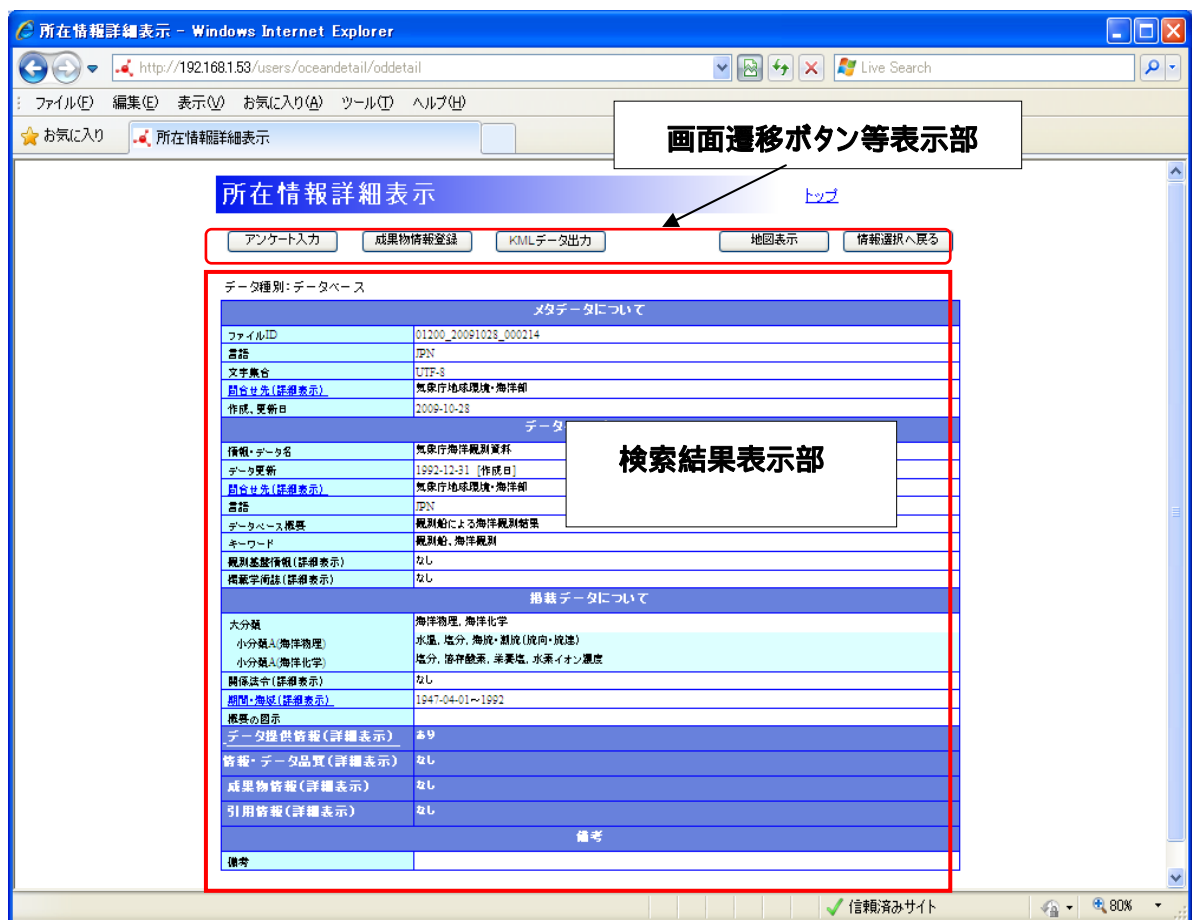 所在情報詳細表示 - Windows Internet Explorer
http://192.168.1.53/users/oceandetail/oddetail
Live Search
ファイル(F) 編集(E) 表示(V) お気に入り(A) ツール(T) ヘルプ(H)
お気に入り 所在情報詳細表示
画面遷移ボタン等表示部
所在情報詳細表示 トップ
アンケート入力 成果物情報登録 KMLデータ出力 地図表示 情報選択へ戻る
データ種別:データベース
メタデータについて
ファイルID 01200_20091028_000214
言語 JPN
文字集合 UTF-8
問合せ先(詳細表示) 気象庁地球環境・海洋部
作成、更新日 2009-10-28
データ
検索結果表示部
情報・データ名 気象庁海洋観測資料
データ更新 1992-12-31 [作成日]
問合せ先(詳細表示) 気象庁地球環境・海洋部
言語 JPN
データベース概要 観測船による海洋観測結果
キーワード 観測船、海洋観測
観測基盤情報(詳細表示) なし
掲載学術誌(詳細表示) なし
掲載データについて
大分類 海洋物理, 海洋化学
小分類A(海洋物理) 水温, 塩分, 海流・潮流(流向・流速)
小分類A(海洋化学) 塩分, 溶存酸素, 栄養塩, 水素イオン濃度
関係法令(詳細表示) なし
期間・海域(詳細表示) 1947-04-01～1992
概要の図示
データ提供情報(詳細表示) あり
情報・データ品質(詳細表示) なし
成果物情報(詳細表示) なし
引用情報(詳細表示) なし
備考
備考
信頼済みサイト 80%